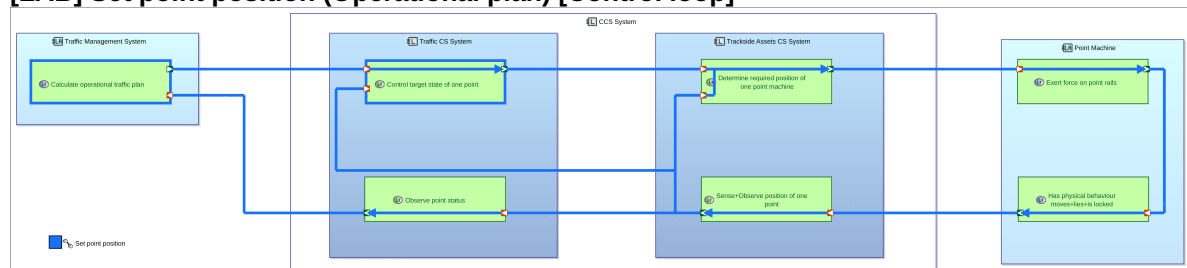 [LAB] Set point position (Operational plan) [Control loop]
CCS System
Traffic Management System
Traffic CS System
Trackside Assets CS System
Point Machine
Calculate operational traffic plan
Control target state of one point
Determine required position of
one point machine
Exert force on point rails
Observe point status
Sense+Observe position of one
point
Has physical behaviour
moves+lies+is locked
Set point position